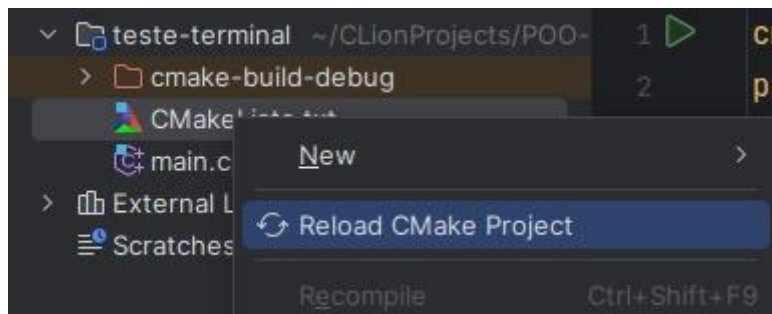 teste-terminal ~/CLionProjects/POO-
cmake-build-debug
CMake
main.c
External L
Scratches
New
Reload CMake Project
Recompile Ctrl+Shift+F9
1
2
c
p